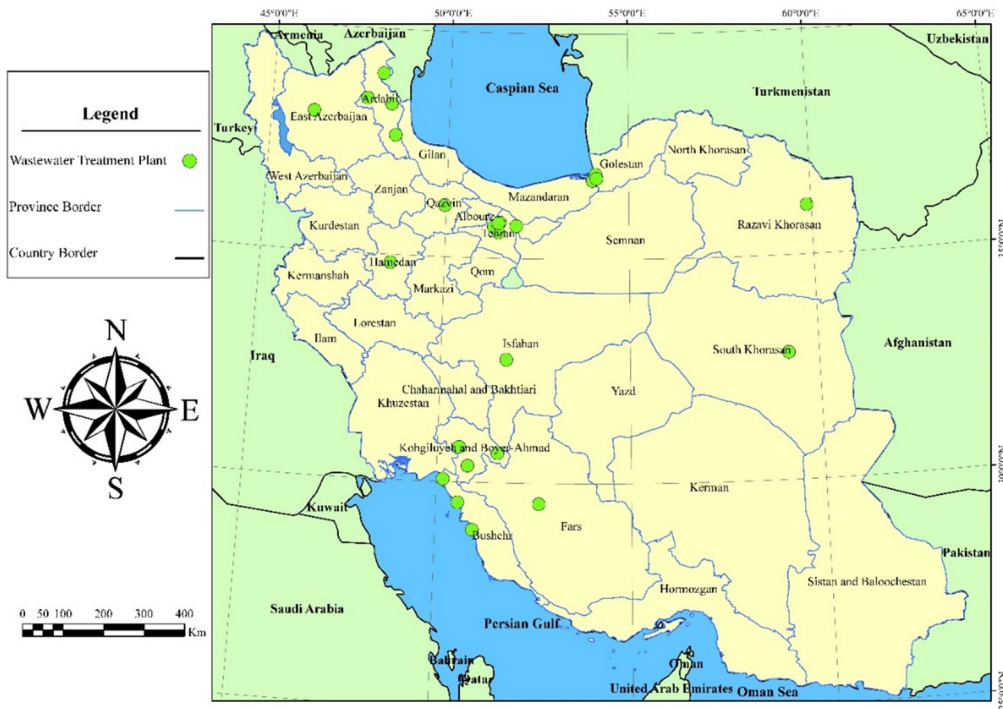 45°0'0"E 50°0'0"E 55°0'0"E 60°0'0"E 65°0'0"E
Armenia
Azerbaijan
Uzbekistan
Caspian Sea
Turkmenistan
Legend
Turkey
Ardabil
East Azerbaijan
Wastewater Treatment Plant
Gilan
Golestan
North Khorasan
West Azerbaijan
Zanjan
Mazandaran
Province Border
Qazvin
Albourz
Razavi Khorasan
Kurdestan
Tehran
Semnan
Country Border
Hamedan
Kermanshah
Qom
Markazi
Lorestan
N
Ilam
Isfahan
South Khorasan
Afghanistan
Iraq
Chaharmahal and Bakhtiari
Yazd
W E
Khuzestan
Kohgiluyeh and Boyer-Ahmad
S
Kerman
Kuwait
Fars
Bushehr
Pakistan
Sistan and Baloochestan
Hormozgan
Saudi Arabia
0 50 100 200 300 400
Km
Persian Gulf
Bahrain
Qatar
Oman
United Arab Emirates
Oman Sea